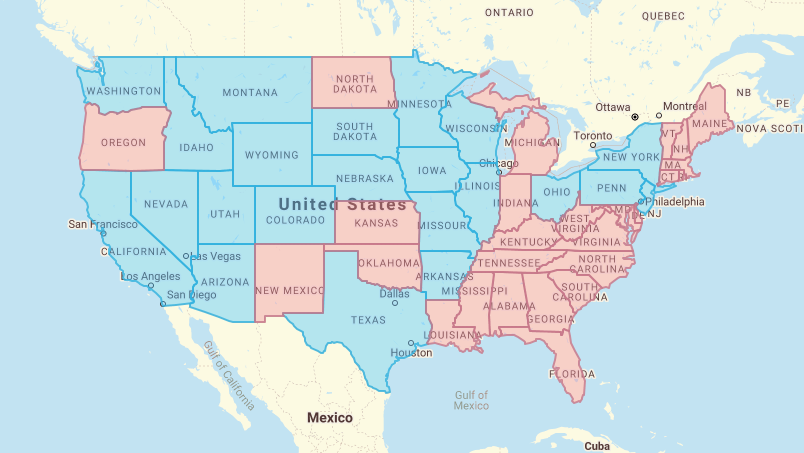 ONTARIO
QUEBEC
WASHINGTON
MONTANA
NORTH
DAKOTA
MINNESOTA
NB
PE
Ottawa
Montreal
MAINE
NOVA SCOTI
OREGON
IDAHO
SOUTH
DAKOTA
WISCONSIN
MICHIGAN
Toronto
VT
NH
WYOMING
IOWA
Chicago
NEW YORK
MA
CT
RI
NEBRASKA
ILLINOIS
INDIANA
OHIO
PENN
NEVADA
UTAH
COLORADO
United States
KANSAS
MISSOURI
WEST
VIRGINIA
MD
DE
NJ
Philadelphia
San Francisco
CALIFORNIA
Las Vegas
KENTUCKY
VIRGINIA
Los Angeles
ARIZONA
NEW MEXICO
OKLAHOMA
ARKANSAS
TENNESSEE
NORTH
CAROLINA
San Diego
Dallas
MISSISSIPPI
ALABAMA
SOUTH
CAROLINA
TEXAS
LOUISIANA
GEORGIA
Houston
FLORIDA
Gulf of
California
Gulf of
Mexico
Mexico
Cuba